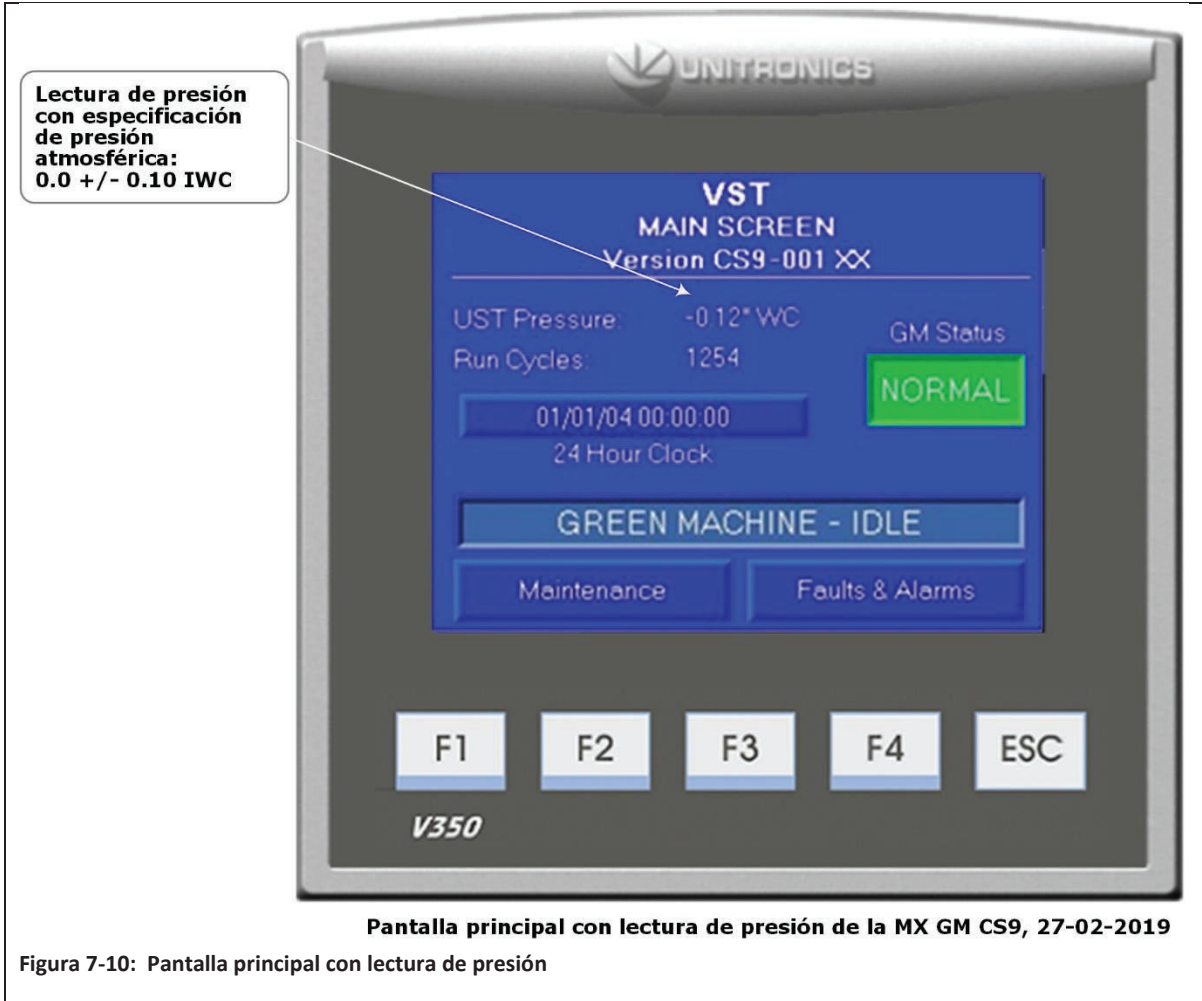 UNITRONICS
Lectura de presión
con especificación
de presión
atmosférica:
0.0 +/- 0.10 IWC
VST
MAIN SCREEN
Version CS9-001 XX
UST Pressure: -0.12" WC
Run Cycles: 1254
GM Status
NORMAL
01/01/04 00:00:00
24 Hour Clock
GREEN MACHINE - IDLE
Maintenance
Faults & Alarms
F1 F2 F3 F4 ESC
V350
Pantalla principal con lectura de presión de la MX GM CS9, 27-02-2019
Figura 7-10: Pantalla principal con lectura de presión